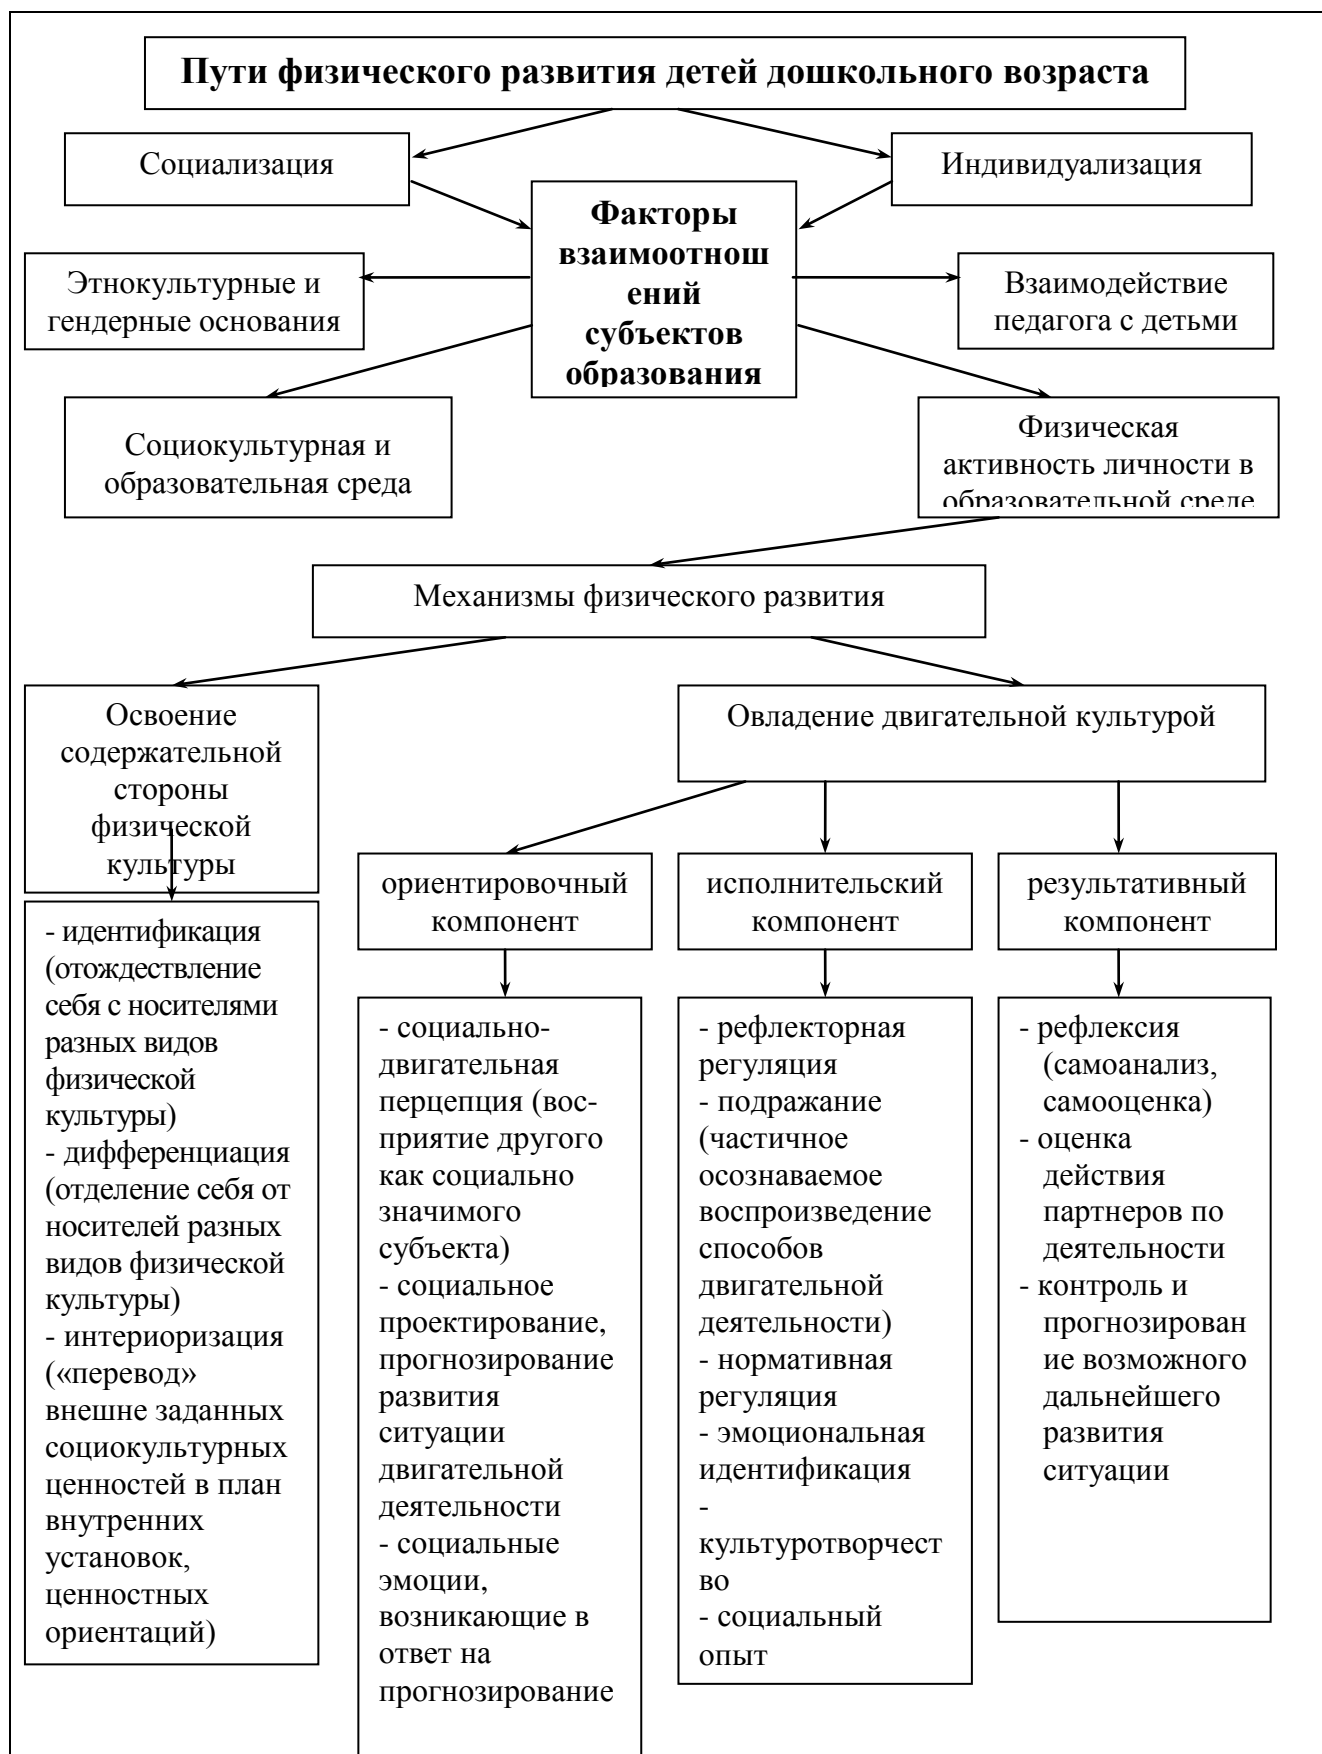 Пути физического развития детей дошкольного возраста
Социализация
Индивидуализация
Факторы
взаимоотнош
ений
субъектов
образования
Этнокультурные и
гендерные основания
Взаимодействие
педагога с детьми
Социокультурная и
образовательная среда
Физическая
активность личности в
образовательной среде
Механизмы физического развития
Освоение
содержательной
стороны
физической
культуры
Овладение двигательной культурой
ориентировочный
компонент
исполнительский
компонент
результативный
компонент
- идентификация
(отождествление
себя с носителями
разных видов
физической
культуры)
- дифференциация
(отделение себя от
носителей разных
видов физической
культуры)
- интериоризация
(«перевод»
внешне заданных
социокультурных
ценностей в план
внутренних
установок,
ценностных
ориентаций)
- социально-
двигательная
перцепция (вос-
приятие другого
как социально
значимого
субъекта)
- социальное
проектирование,
прогнозирование
развития
ситуации
двигательной
деятельности
- социальные
эмоции,
возникающие в
ответ на
прогнозирование
- рефлекторная
регуляция
- подражание
(частичное
осознаваемое
воспроизведение
способов
двигательной
деятельности)
- нормативная
регуляция
- эмоциональная
идентификация
-
культуротворчест
во
- социальный
опыт
- рефлексия
(самоанализ,
самооценка)
- оценка
действия
партнеров по
деятельности
- контроль и
прогнозирован
ие возможного
дальнейшего
развития
ситуации